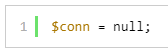 1 $conn = null;